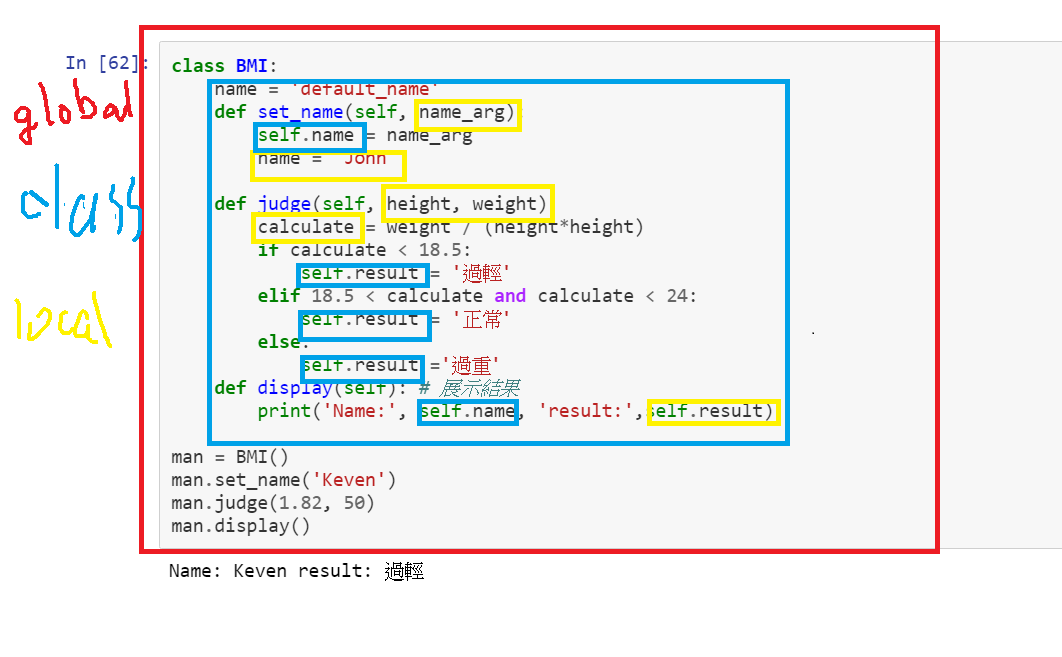 In [62]:
global
class
local
class BMI:
name = 'default_name'
def set_name(self, name_arg)
self.name = name_arg
name = 'John
def judge(self, height, weight)
calculate = weight / (height*height)
if calculate < 18.5:
self.result = '過輕'
elif 18.5 < calculate and calculate < 24:
self.result = '正常'
else:
self.result ='過重'
def display(self): # 展示結果
print('Name:', self.name, 'result:',self.result)
man = BMI()
man.set_name('Keven')
man.judge(1.82, 50)
man.display()
Name: Keven result: 過輕